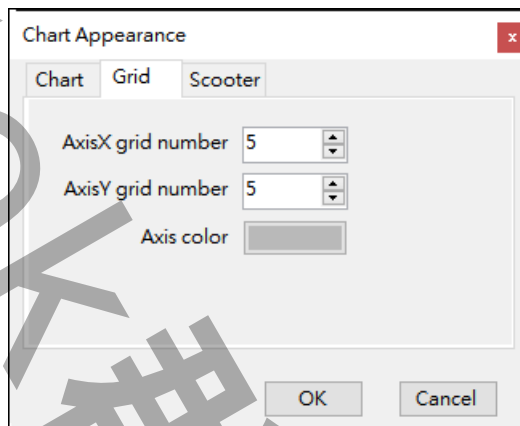 Chart Appearance
x
Chart Grid Scooter
AxisX grid number 5
AxisY grid number 5
Axis color
OK Cancel